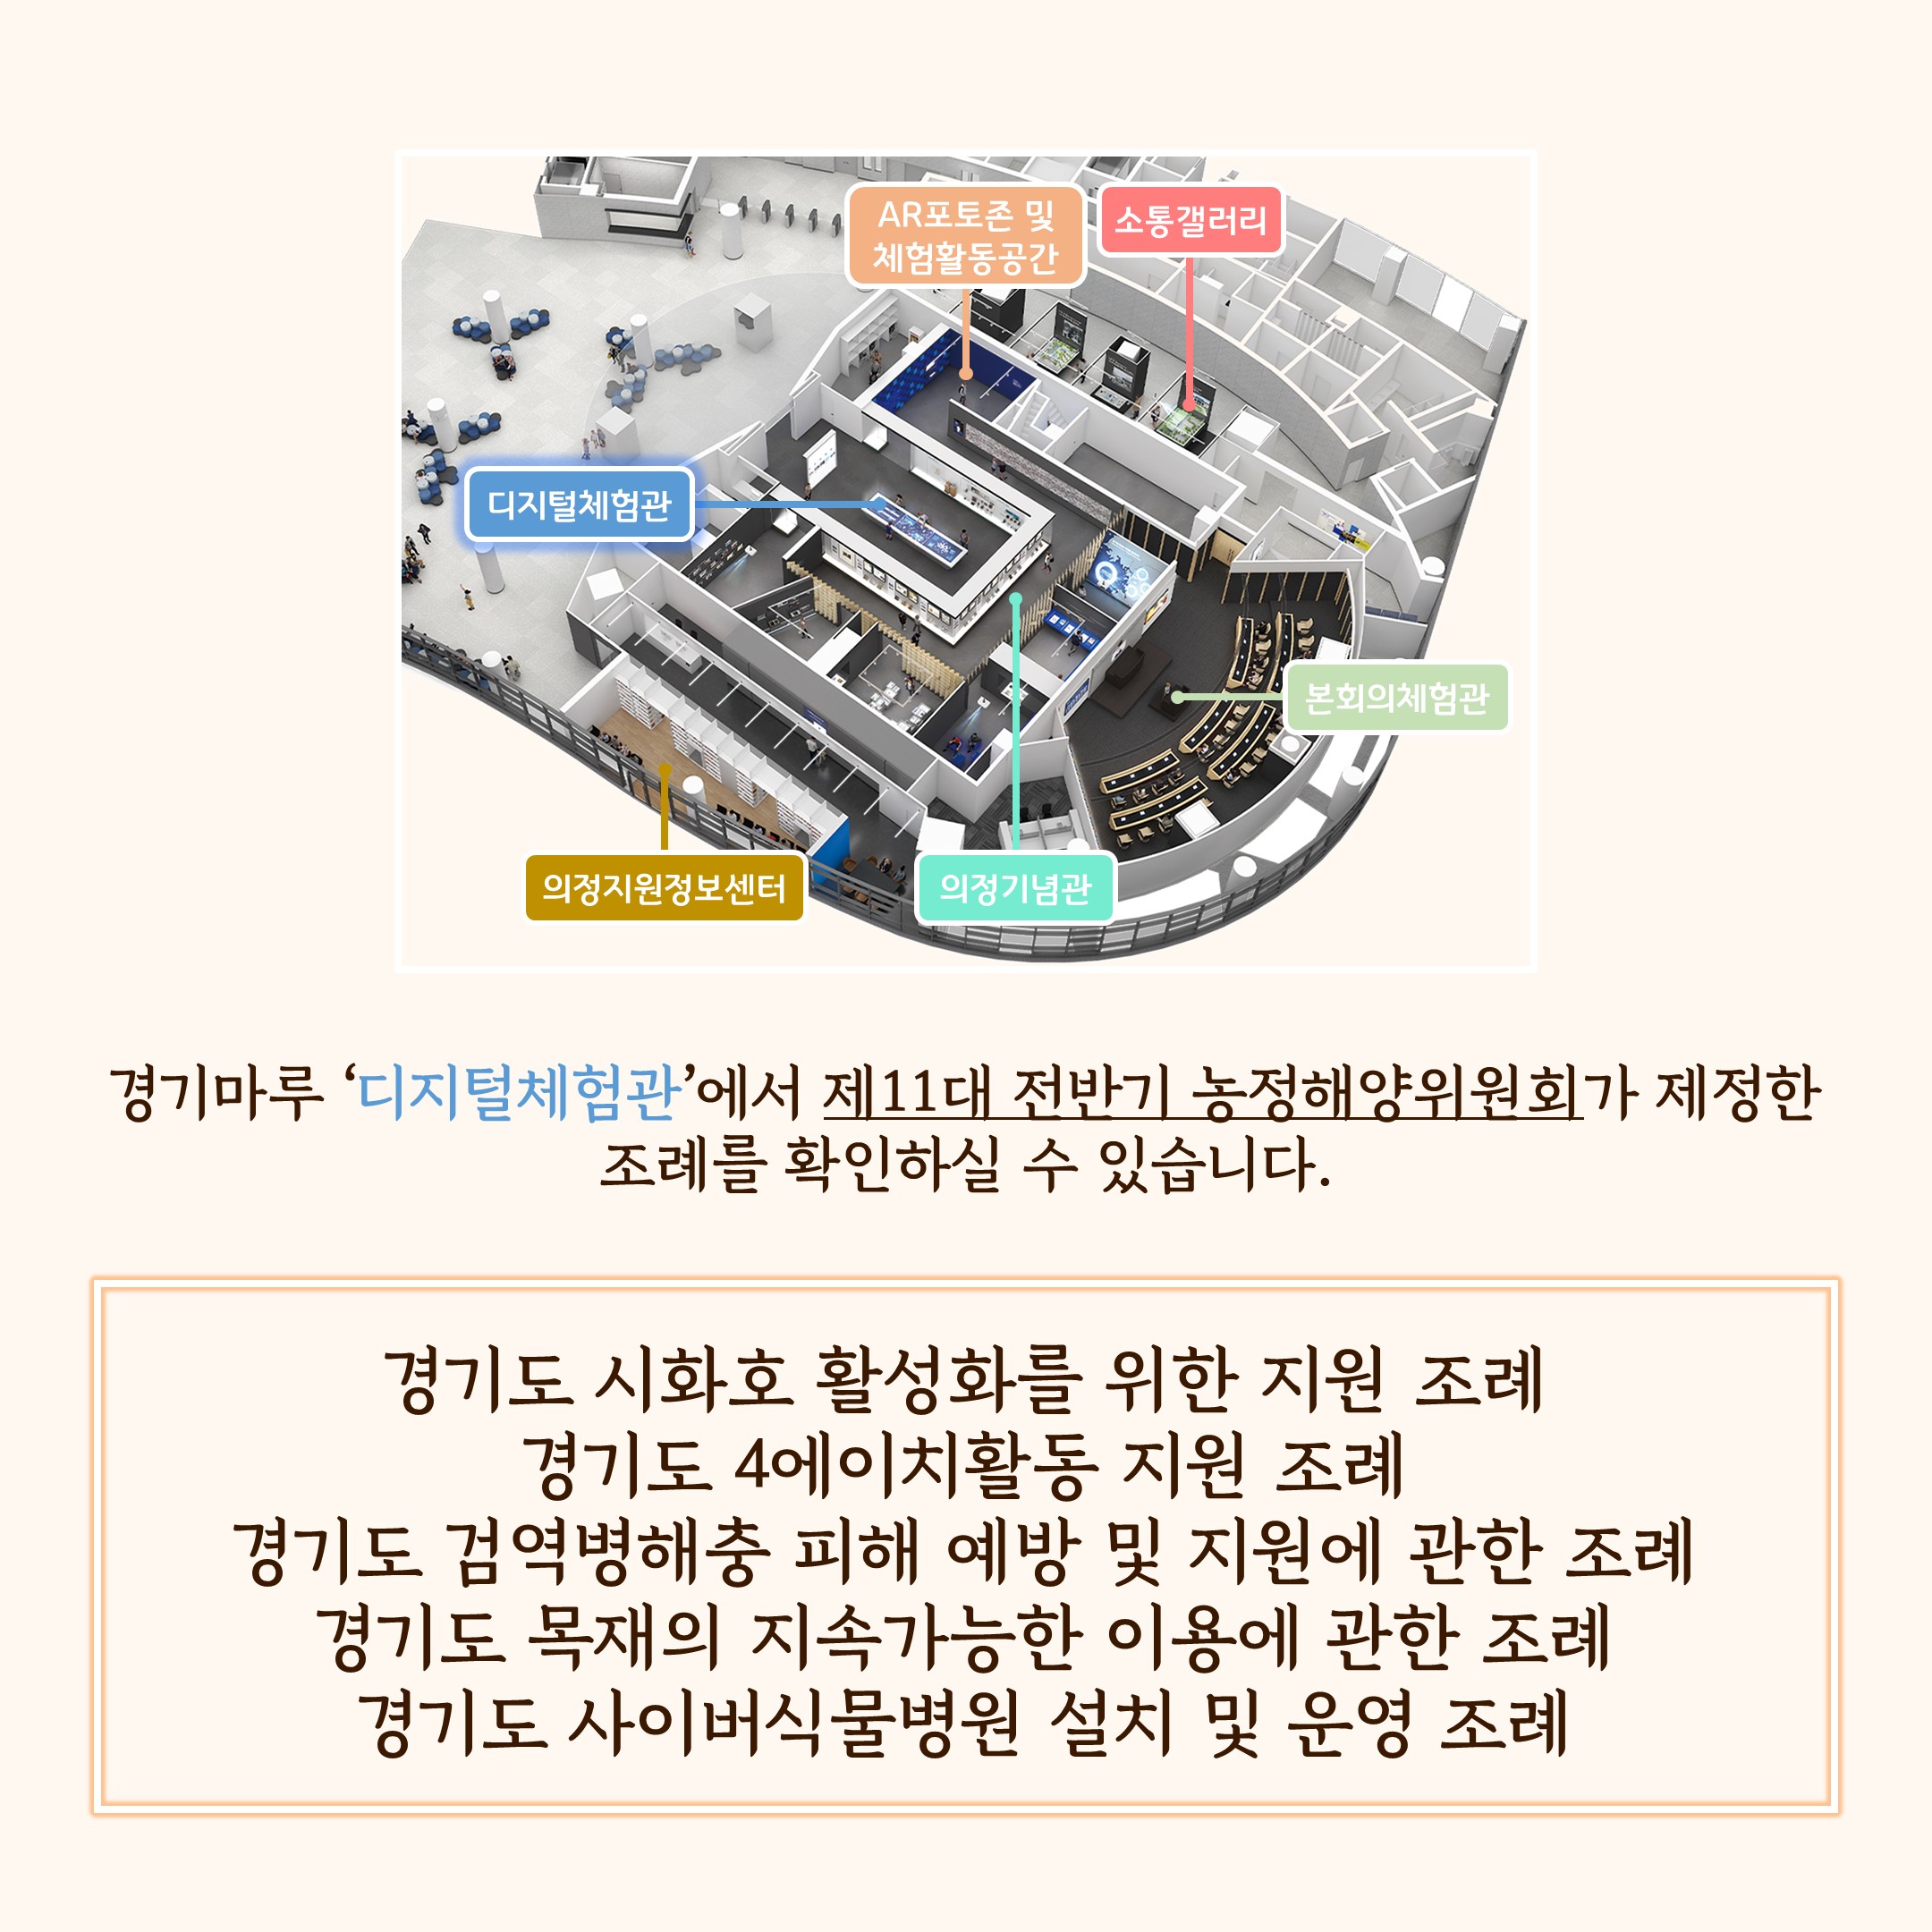 AR포토존 및
체험활동공간
소통갤러리
디지털체험관
본회의체험관
의정지원정보센터
의정기념관
경기마루 ‘디지털체험관’에서 제11대 전반기 농정해양위원회가 제정한
조례를 확인하실 수 있습니다.
경기도 시화호 활성화를 위한 지원 조례
경기도 4에이치활동 지원 조례
경기도 검역병해충 피해 예방 및 지원에 관한 조례
경기도 목재의 지속가능한 이용에 관한 조례
경기도 사이버식물병원 설치 및 운영 조례